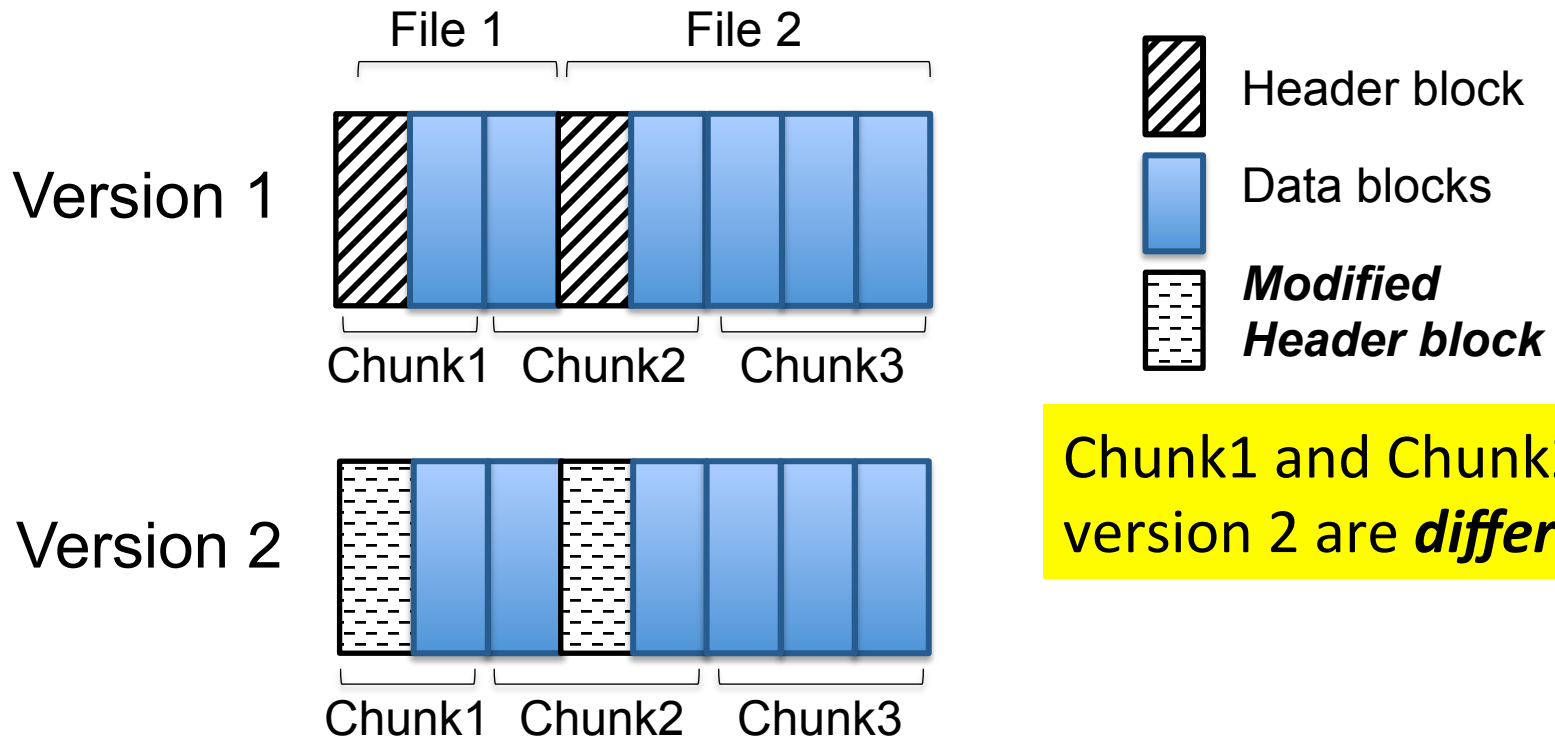 File 1 File 2
Version 1
Chunk1 Chunk2 Chunk3
Header block
Data blocks
Modified
Header block
Chunk1 and
version 2 are
Version 2
Chunk1 Chunk2 Chunk3